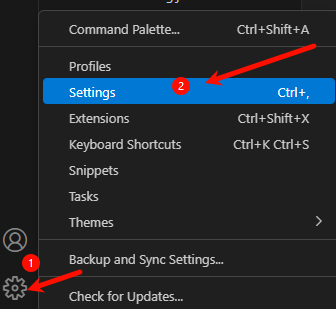 Command Palette... Ctrl+Shift+A
Profiles
Settings 2 Ctrl+,
Extensions Ctrl+Shift+X
Keyboard Shortcuts Ctrl+K Ctrl+S
Snippets
Tasks
Themes
1
Backup and Sync Settings...
Check for Updates...